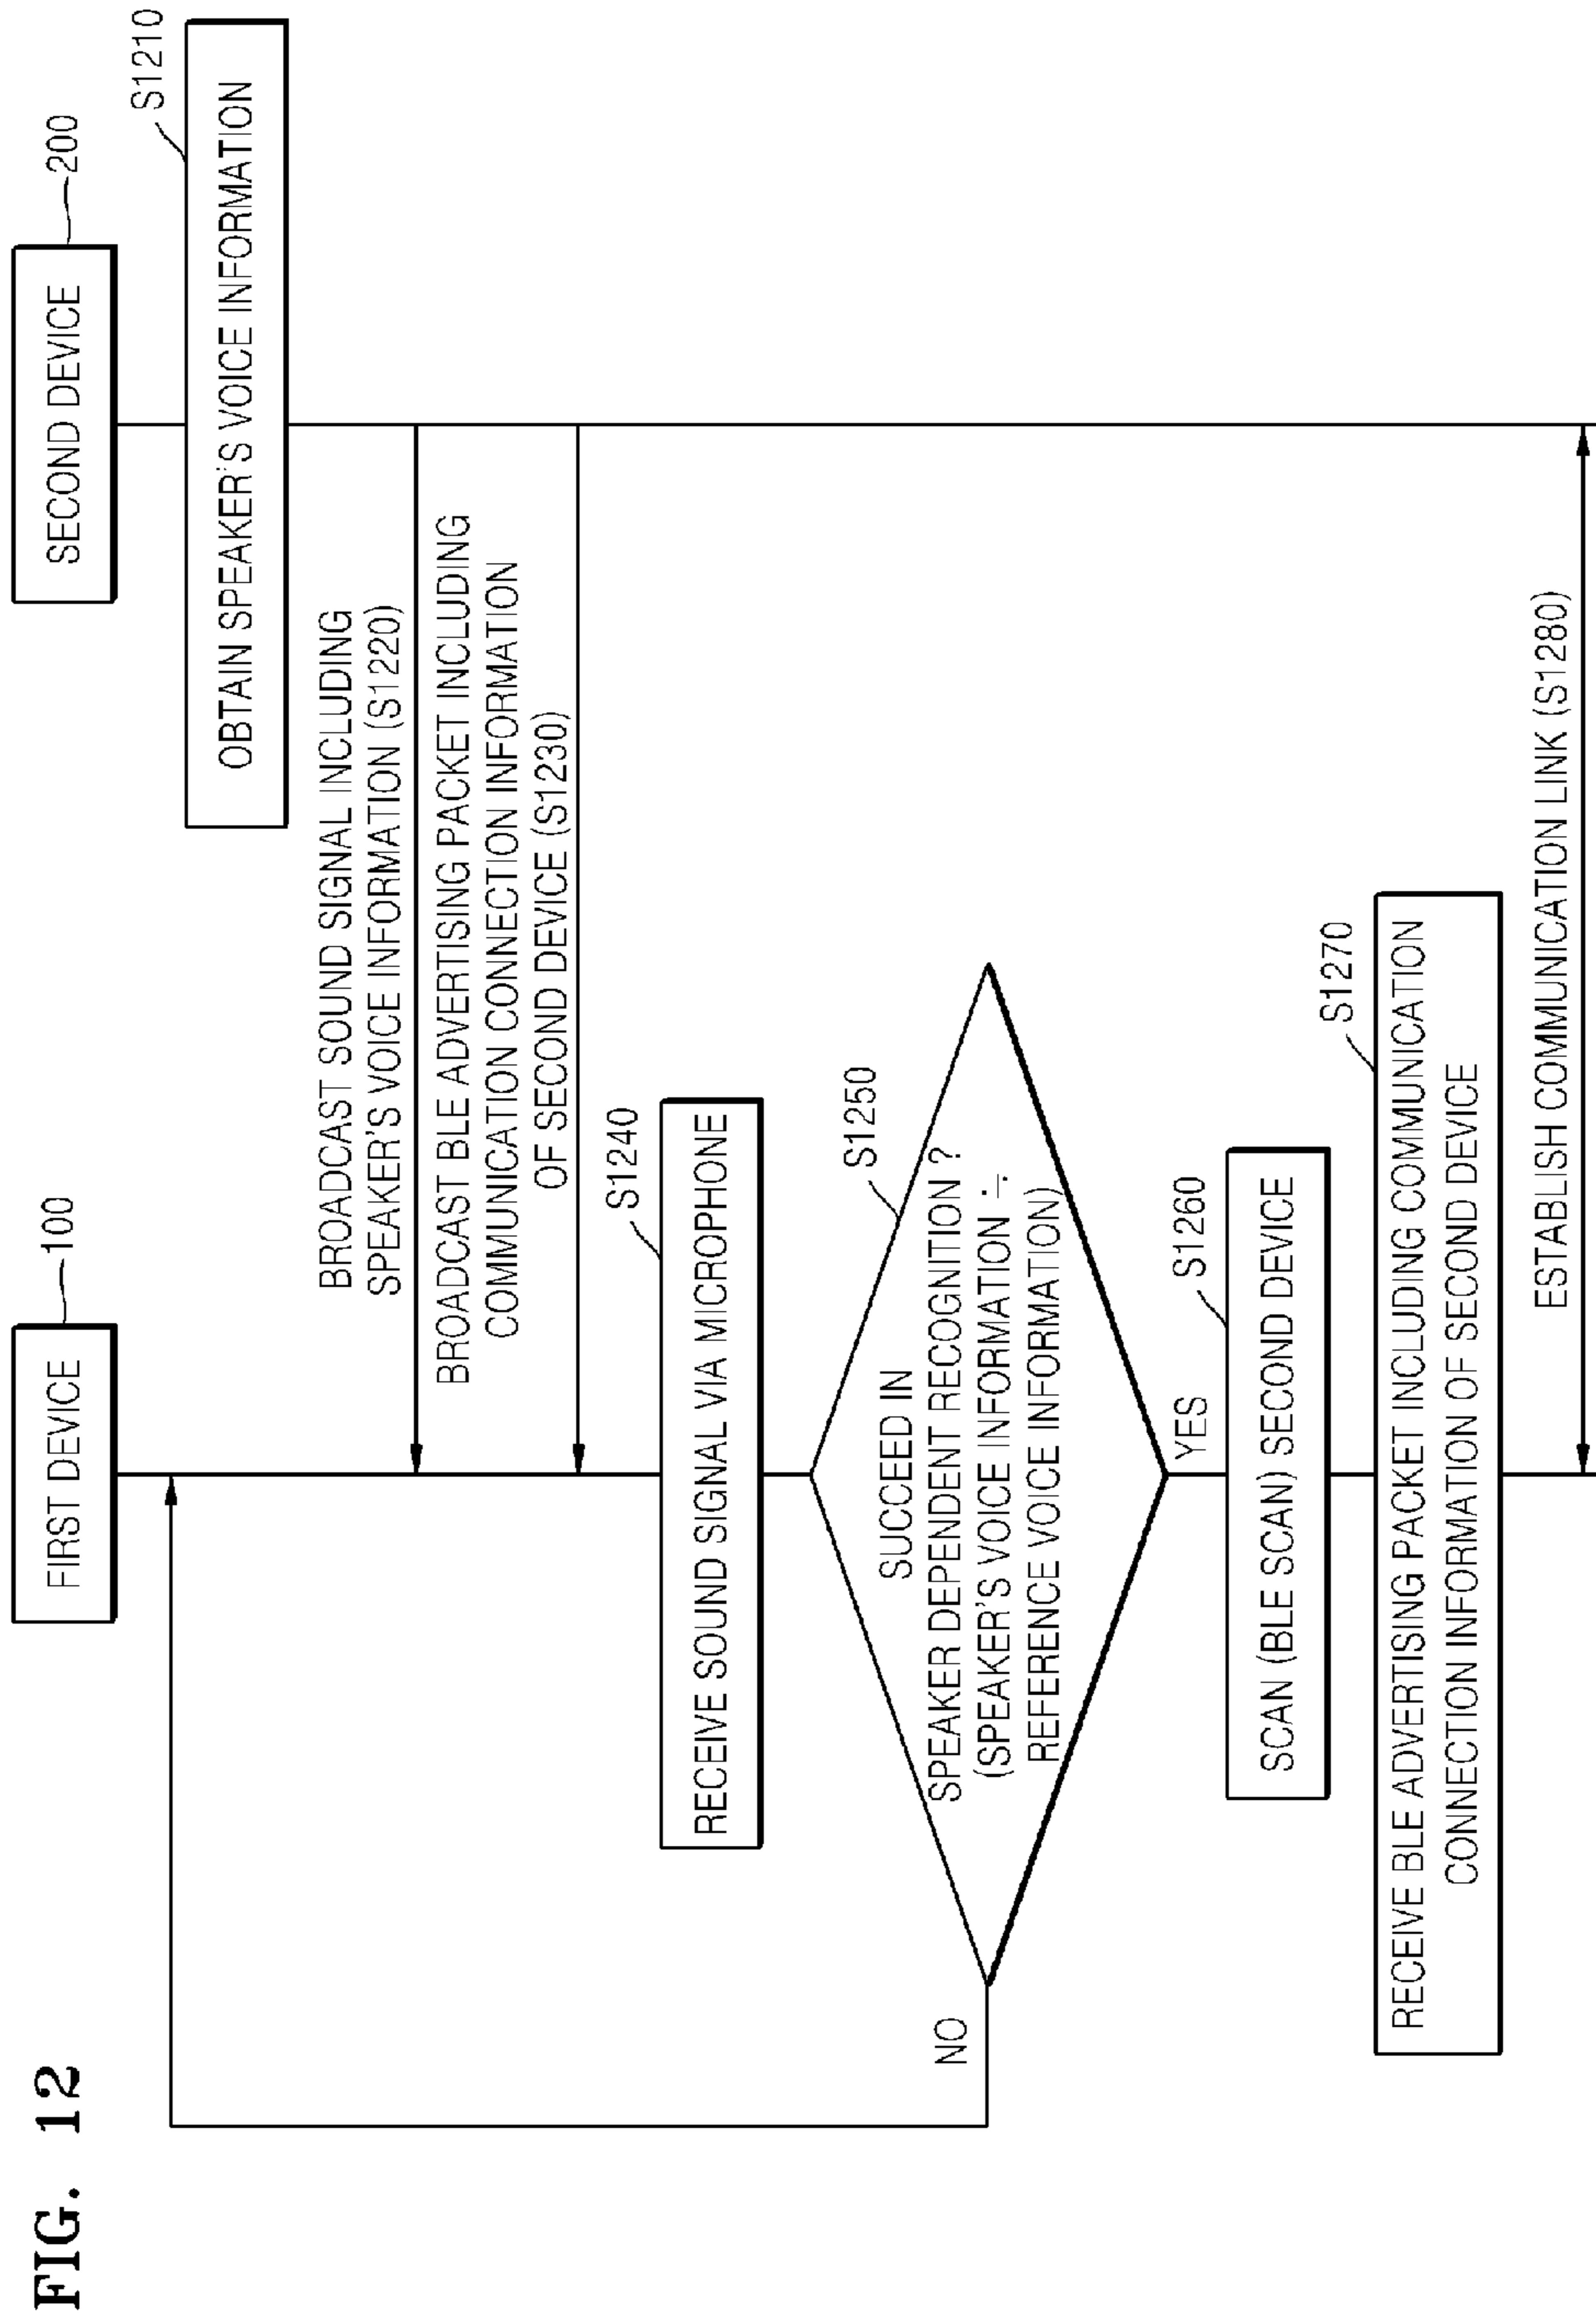 FIG. 12
FIRST DEVICE
100
SECOND DEVICE
200
S1210
OBTAIN SPEAKER'S VOICE INFORMATION
BROADCAST SOUND SIGNAL INCLUDING
SPEAKER'S VOICE INFORMATION (S1220)
BROADCAST BLE ADVERTISING PACKET INCLUDING
COMMUNICATION CONNECTION INFORMATION
OF SECOND DEVICE (S1230)
S1240
RECEIVE SOUND SIGNAL VIA MICROPHONE
S1250
SUCCEED IN
SPEAKER DEPENDENT RECOGNITION ?
(SPEAKER'S VOICE INFORMATION ≒
REFERENCE VOICE INFORMATION)
NO
YES
S1260
SCAN (BLE SCAN) SECOND DEVICE
S1270
RECEIVE BLE ADVERTISING PACKET INCLUDING COMMUNICATION
CONNECTION INFORMATION OF SECOND DEVICE
ESTABLISH COMMUNICATION LINK (S1280)